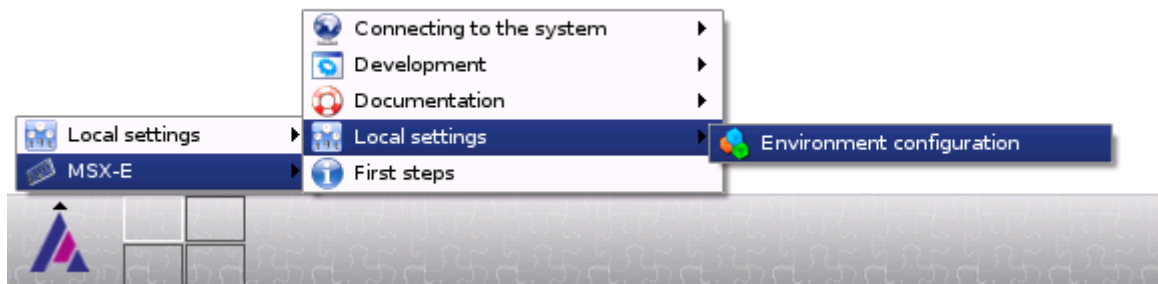 Connecting to the system
Development
Documentation
Local settings
First steps
Local settings
MSX-E
Environment configuration